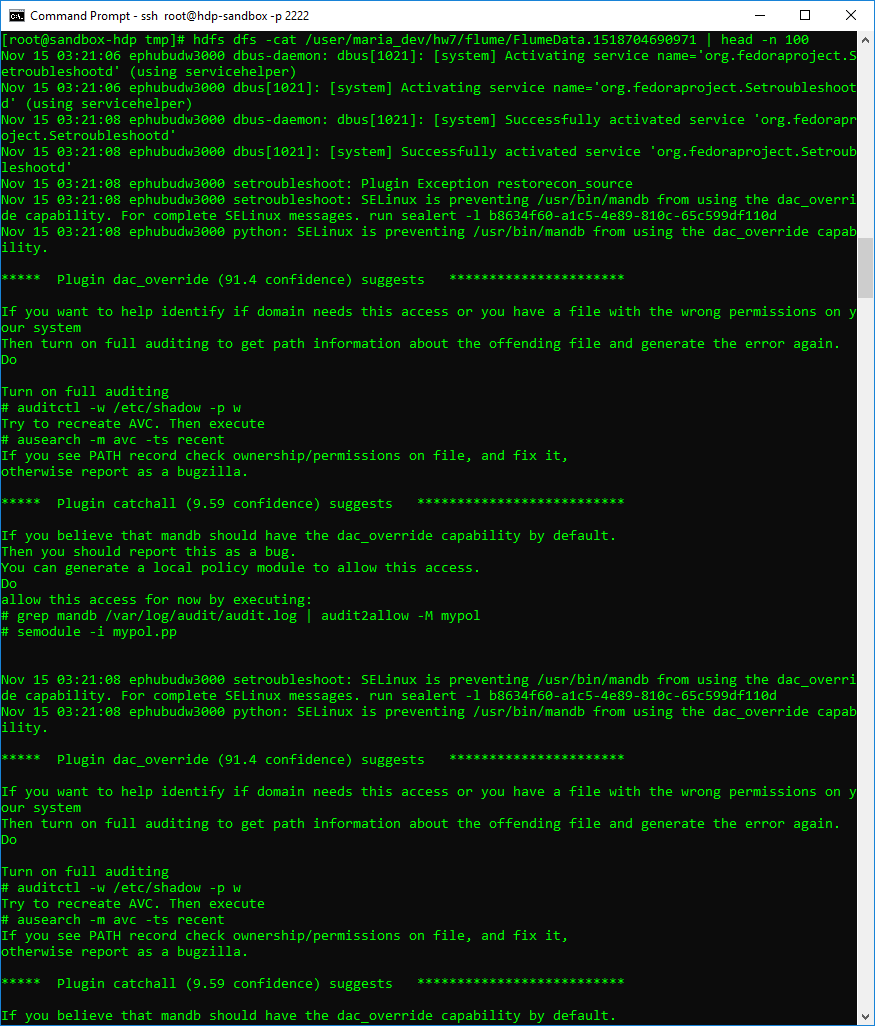 Command Prompt - ssh  root@hdp-sandbox -p 2222
[root@sandbox-hdp tmp]# hdfs dfs -cat /user/maria_dev/hw7/flume/FlumeData.1518704690971 | head -n 100
Nov 15 03:21:06 ephubudw3000 dbus-daemon: dbus[1021]: [system] Activating service name='org.fedoraproject.S
etroubleshootd' (using servicehelper)
Nov 15 03:21:06 ephubudw3000 dbus[1021]: [system] Activating service name='org.fedoraproject.Setroubleshoot
d' (using servicehelper)
Nov 15 03:21:08 ephubudw3000 dbus-daemon: dbus[1021]: [system] Successfully activated service 'org.fedorapr
oject.Setroubleshootd'
Nov 15 03:21:08 ephubudw3000 dbus[1021]: [system] Successfully activated service 'org.fedoraproject.Setroub
leshootd'
Nov 15 03:21:08 ephubudw3000 setroubleshoot: Plugin Exception restorecon_source
Nov 15 03:21:08 ephubudw3000 setroubleshoot: SELinux is preventing /usr/bin/mandb from using the dac_overri
de capability. For complete SELinux messages. run sealert -l b8634f60-a1c5-4e89-810c-65c599df110d
Nov 15 03:21:08 ephubudw3000 python: SELinux is preventing /usr/bin/mandb from using the dac_override capab
ility.
*****  Plugin dac_override (91.4 confidence) suggests   **********************
If you want to help identify if domain needs this access or you have a file with the wrong permissions on y
our system
Then turn on full auditing to get path information about the offending file and generate the error again.
Do
Turn on full auditing
# auditctl -w /etc/shadow -p w
Try to recreate AVC. Then execute
# ausearch -m avc -ts recent
If you see PATH record check ownership/permissions on file, and fix it,
otherwise report as a bugzilla.
*****  Plugin catchall (9.59 confidence) suggests   **************************
If you believe that mandb should have the dac_override capability by default.
Then you should report this as a bug.
You can generate a local policy module to allow this access.
Do
allow this access for now by executing:
# grep mandb /var/log/audit/audit.log | audit2allow -M mypol
# semodule -i mypol.pp
Nov 15 03:21:08 ephubudw3000 setroubleshoot: SELinux is preventing /usr/bin/mandb from using the dac_overri
de capability. For complete SELinux messages. run sealert -l b8634f60-a1c5-4e89-810c-65c599df110d
Nov 15 03:21:08 ephubudw3000 python: SELinux is preventing /usr/bin/mandb from using the dac_override capab
ility.
*****  Plugin dac_override (91.4 confidence) suggests   **********************
If you want to help identify if domain needs this access or you have a file with the wrong permissions on y
our system
Then turn on full auditing to get path information about the offending file and generate the error again.
Do
Turn on full auditing
# auditctl -w /etc/shadow -p w
Try to recreate AVC. Then execute
# ausearch -m avc -ts recent
If you see PATH record check ownership/permissions on file, and fix it,
otherwise report as a bugzilla.
*****  Plugin catchall (9.59 confidence) suggests   **************************
If you believe that mandb should have the dac_override capability by default.